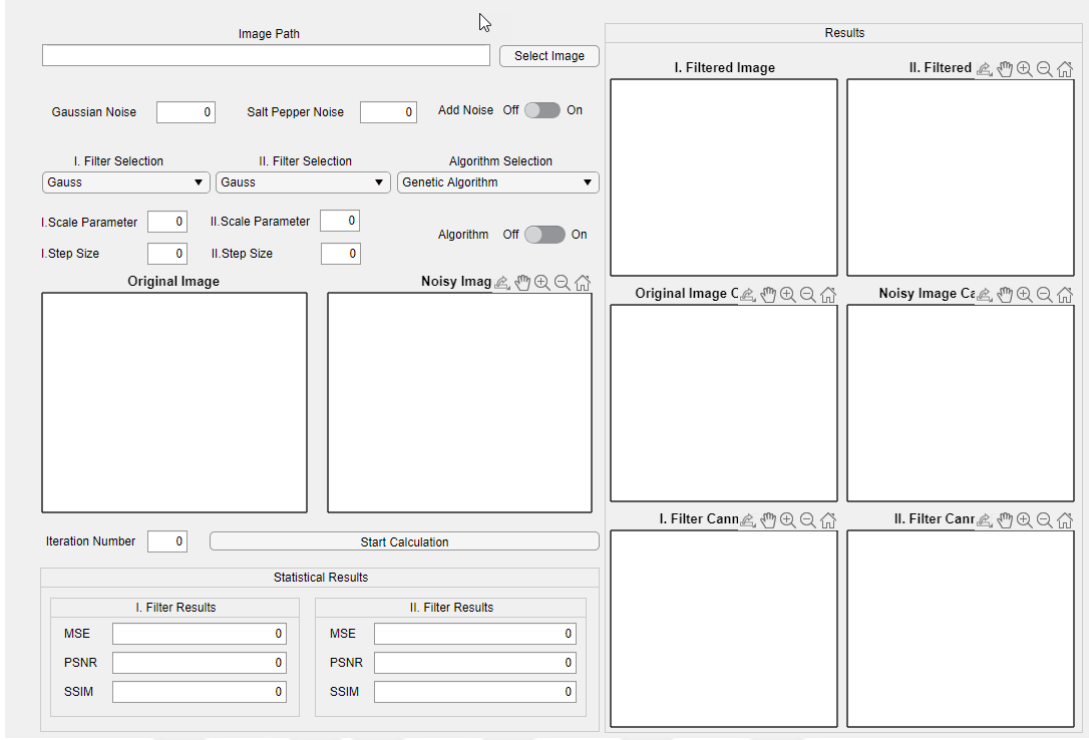 Image Path
Select Image
Gaussian Noise 0 Salt Pepper Noise 0 Add Noise Off On
I. Filter Selection II. Filter Selection Algorithm Selection
Gauss Gauss Genetic Algorithm
I.Scale Parameter 0 II.Scale Parameter 0
Algorithm Off On
I.Step Size 0 II.Step Size 0
Original Image Noisy Imag
Iteration Number 0 Start Calculation
Statistical Results
I. Filter Results
MSE 0
PSNR 0
SSIM 0
II. Filter Results
MSE 0
PSNR 0
SSIM 0
Results
I. Filtered Image II. Filtered
Original Image C Noisy Image Ca
I. Filter Cann II. Filter Canr